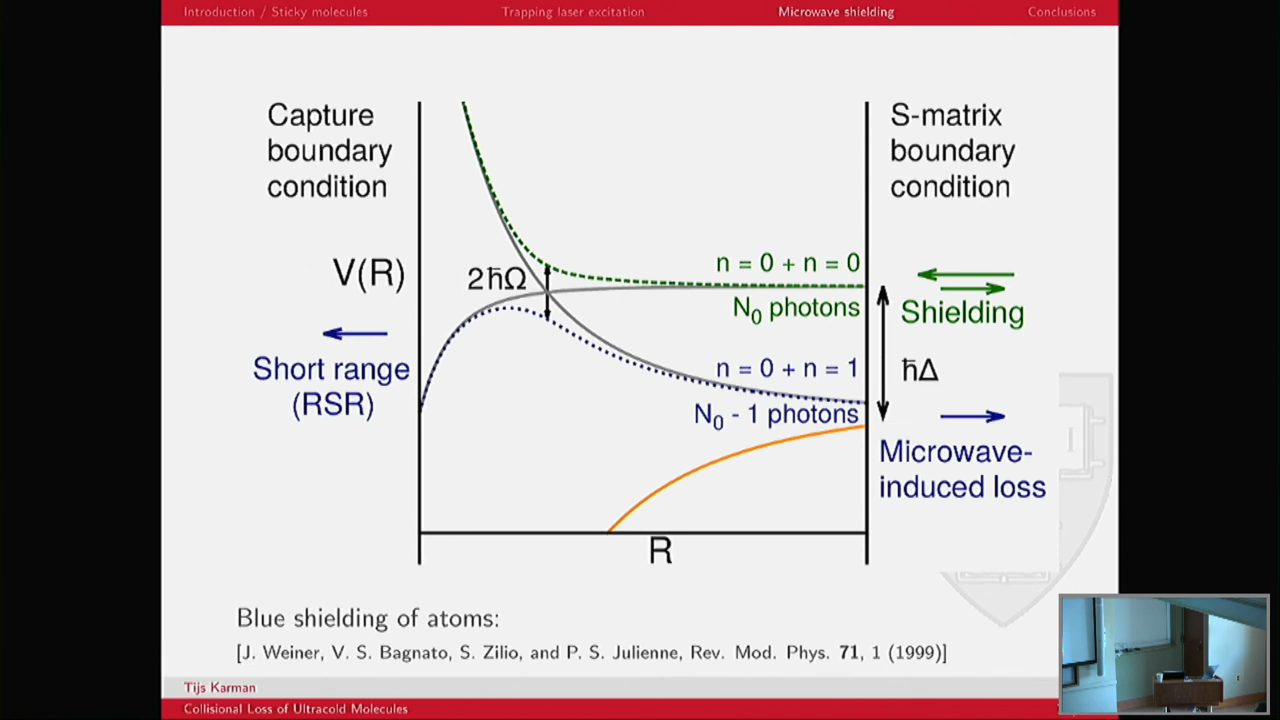 Introduction / Sticky molecules
Trapping laser excitation
Microwave shielding
Conclusions
Capture
boundary
condition
S-matrix
boundary
condition
V(R)
2ħΩ
n = 0 + n = 0
N₀ photons
Shielding
Short range
(RSR)
n = 0 + n = 1
N₀ - 1 photons
ħΔ
Microwave-
induced loss
R
Blue shielding of atoms:
[J. Weiner, V. S. Bagnato, S. Zilio, and P. S. Julienne, Rev. Mod. Phys. 71, 1 (1999)]
Tijs Karman
Collisional Loss of Ultracold Molecules